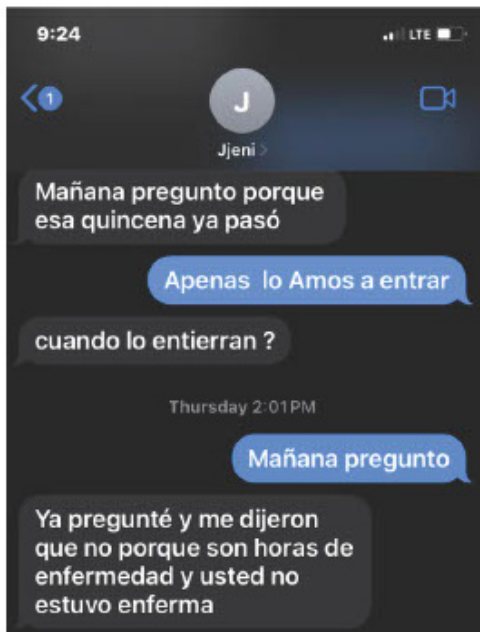 9:24
LTE
1
J
Jjeni
Mañana pregunto porque
esa quincena ya pasó
Apenas lo Amos a entrar
cuando lo entierran ?
Thursday 2:01PM
Mañana pregunto
Ya pregunté y me dijeron
que no porque son horas de
enfermedad y usted no
estuvo enferma